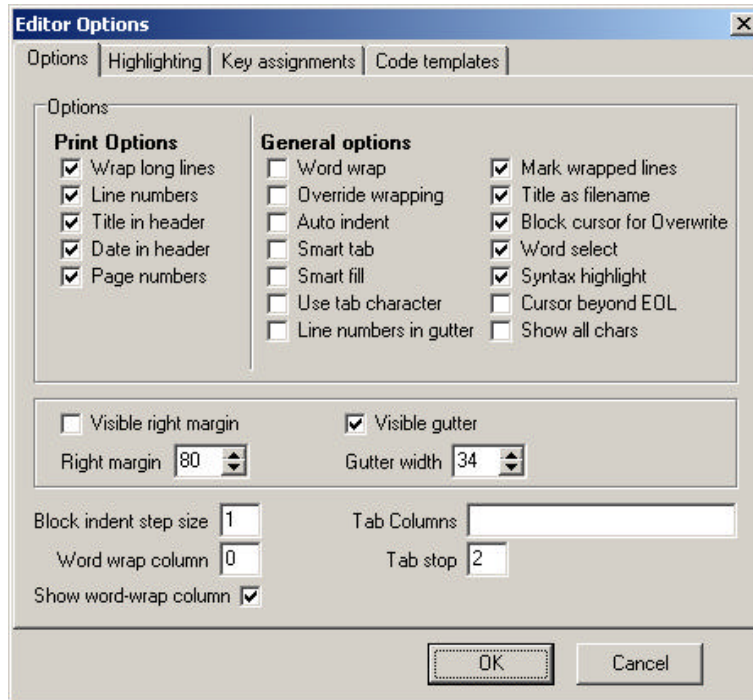 Editor Options
Options Highlighting Key assignments Code templates
Options
Print Options
Wrap long lines
Line numbers
Title in header
Date in header
Page numbers
General options
Word wrap
Override wrapping
Auto indent
Smart tab
Smart fill
Use tab character
Line numbers in gutter
Mark wrapped lines
Title as filename
Block cursor for Overwrite
Word select
Syntax highlight
Cursor beyond EOL
Show all chars
Visible right margin
Right margin 80
Visible gutter
Gutter width 34
Block indent step size 1
Word wrap column 0
Show word-wrap column
Tab Columns
Tab stop 2
OK Cancel